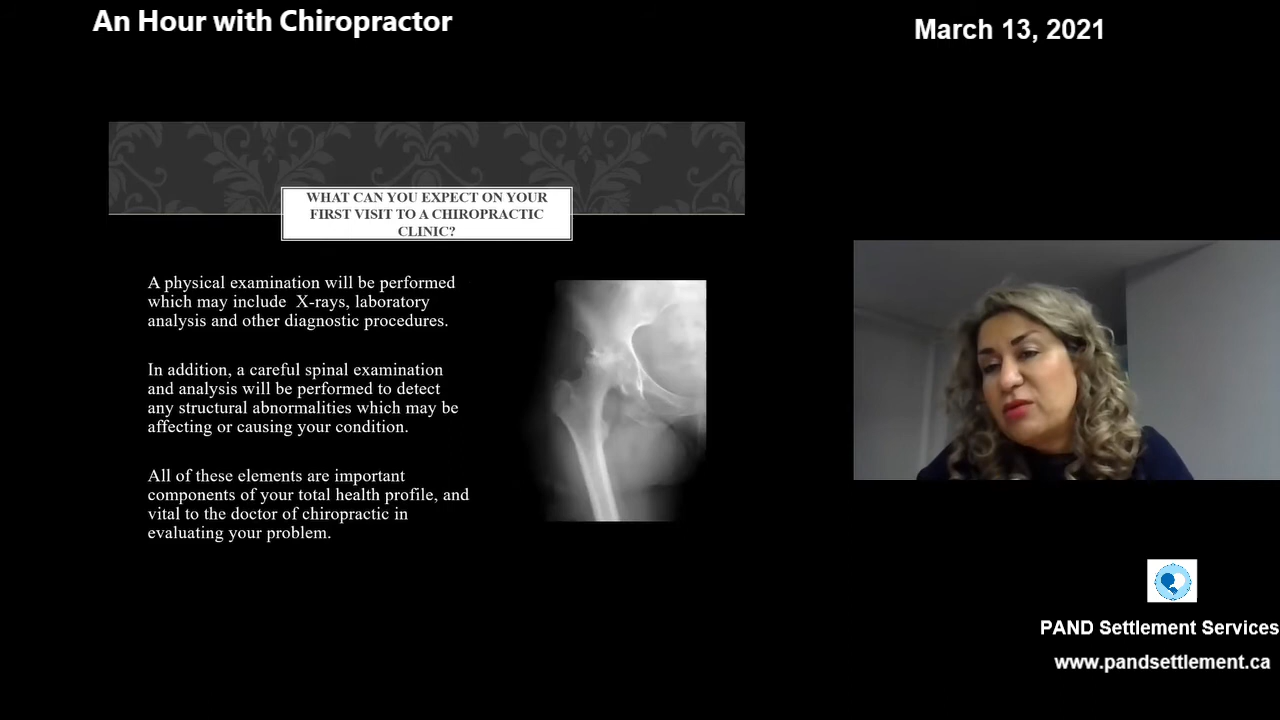 An Hour with Chiropractor
March 13, 2021
WHAT CAN YOU EXPECT ON YOUR
FIRST VISIT TO A CHIROPRACTIC
CLINIC?
A physical examination will be performed
which may include X-rays, laboratory
analysis and other diagnostic procedures.
In addition, a careful spinal examination
and analysis will be performed to detect
any structural abnormalities which may be
affecting or causing your condition.
All of these elements are important
components of your total health profile, and
vital to the doctor of chiropractic in
evaluating your problem.
PAND Settlement Services
www.pandsettlement.ca